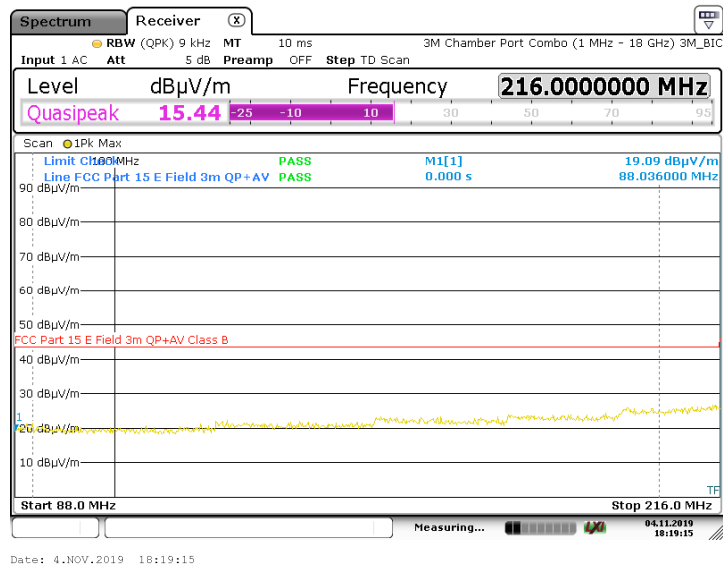 Spectrum Receiver X
RBW (QPK) 9 kHz MT 10 ms 3M Chamber Port Combo (1 MHz - 18 GHz) 3M_BIC
Input 1 AC Att 5 dB Preamp OFF Step TD Scan
Level dBµV/m Frequency 216.0000000 MHz
Quasipeak 15.44 -25 -10 10 30 50 70 95
Scan 1Pk Max
Limit Check 100 MHz PASS M1[1] 19.09 dBµV/m
Line FCC Part 15 E Field 3m QP+AV PASS 0.000 s 88.036000 MHz
90 dBµV/m
80 dBµV/m
70 dBµV/m
60 dBµV/m
50 dBµV/m
FCC Part 15 E Field 3m QP+AV Class B
40 dBµV/m
30 dBµV/m
1
20 dBµV/m
10 dBµV/m
TF
Start 88.0 MHz Stop 216.0 MHz
Measuring... LXI 04.11.2019
18:19:15
Date: 4.NOV.2019 18:19:15